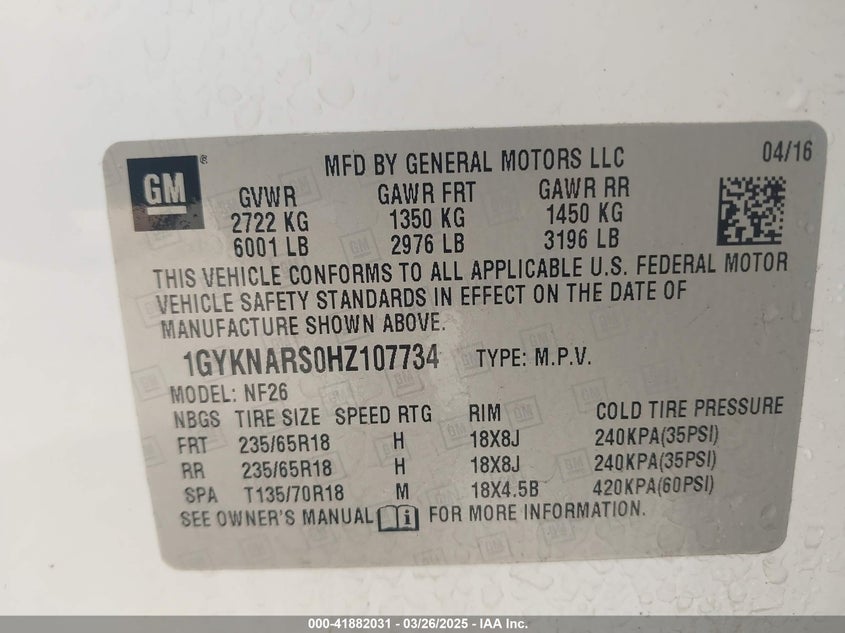 GM ® MFD BY GENERAL MOTORS LLC 04/16
GVWR GAWR FRT GAWR RR
2722 KG 1350 KG 1450 KG
6001 LB 2976 LB 3196 LB
THIS VEHICLE CONFORMS TO ALL APPLICABLE U.S. FEDERAL MOTOR
VEHICLE SAFETY STANDARDS IN EFFECT ON THE DATE OF
MANUFACTURE SHOWN ABOVE.
1GYKNARS0HZ107734 TYPE: M.P.V.
MODEL: NF26
NBGS TIRE SIZE SPEED RTG RIM COLD TIRE PRESSURE
FRT 235/65R18 H 18X8J 240KPA(35PSI)
RR 235/65R18 H 18X8J 240KPA(35PSI)
SPA T135/70R18 M 18X4.5B 420KPA(60PSI)
SEE OWNER'S MANUAL i FOR MORE INFORMATION.
000-41882031 - 03/26/2025 - IAA Inc.